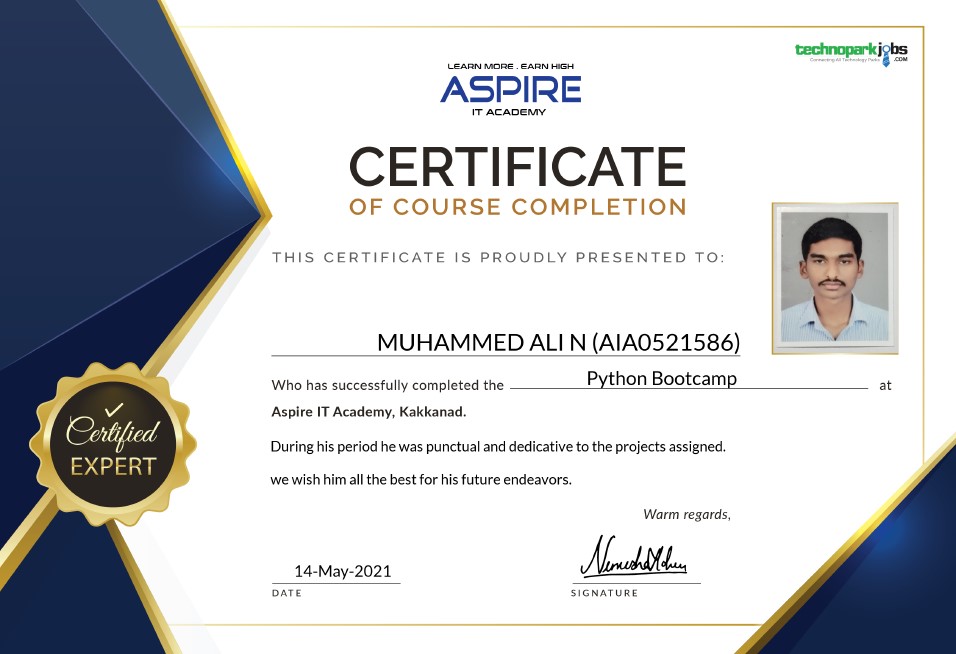 technoparkjobs
Connecting All Technology Parks .COM
LEARN MORE . EARN HIGH
ASPIRE
IT ACADEMY
CERTIFICATE
OF COURSE COMPLETION
THIS CERTIFICATE IS PROUDLY PRESENTED TO:
MUHAMMED ALI N (AIA0521586)
Who has successfully completed the Python Bootcamp at
Aspire IT Academy, Kakkanad.
During his period he was punctual and dedicative to the projects assigned.
we wish him all the best for his future endeavors.
Certified
EXPERT
Warm regards,
14-May-2021
DATE
SIGNATURE